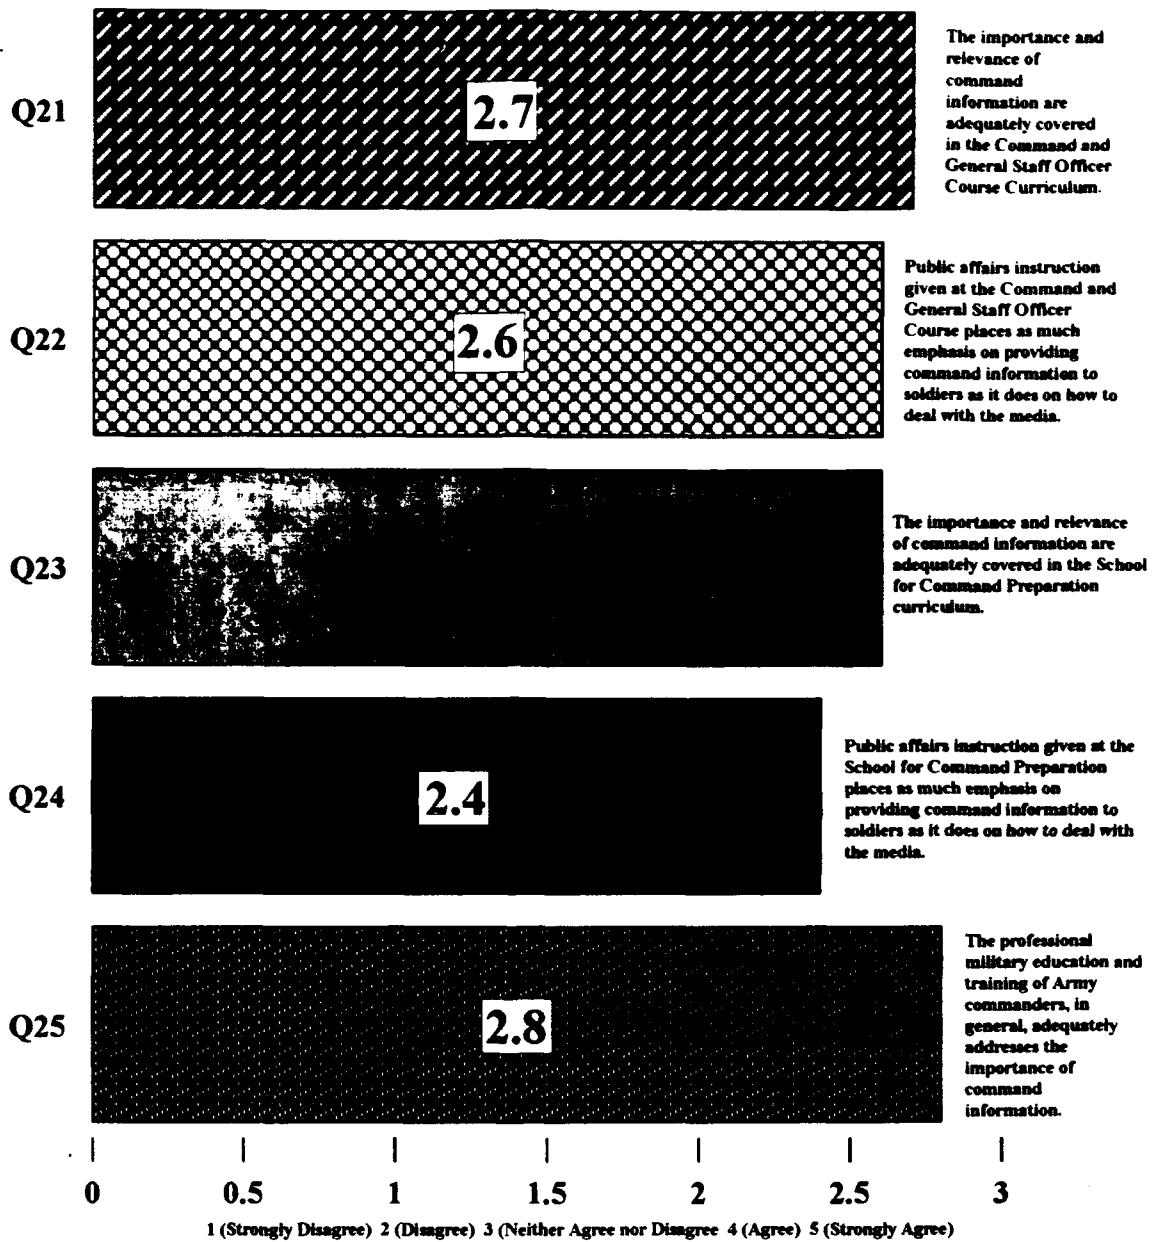 Q21
2.7
The importance and
relevance of
command
information are
adequately covered
in the Command and
General Staff Officer
Course Curriculum.
Q22
2.6
Public affairs instruction
given at the Command and
General Staff Officer
Course places as much
emphasis on providing
command information to
soldiers as it does on how to
deal with the media.
Q23
The importance and relevance
of command information are
adequately covered in the School
for Command Preparation
curriculum.
Q24
2.4
Public affairs instruction given at the
School for Command Preparation
places as much emphasis on
providing command information to
soldiers as it does on how to deal with
the media.
Q25
2.8
The professional
military education and
training of Army
commanders, in
general, adequately
addresses the
importance of
command
information.
0 0.5 1 1.5 2 2.5 3
1 (Strongly Disagree) 2 (Disagree) 3 (Neither Agree nor Disagree 4 (Agree) 5 (Strongly Agree)